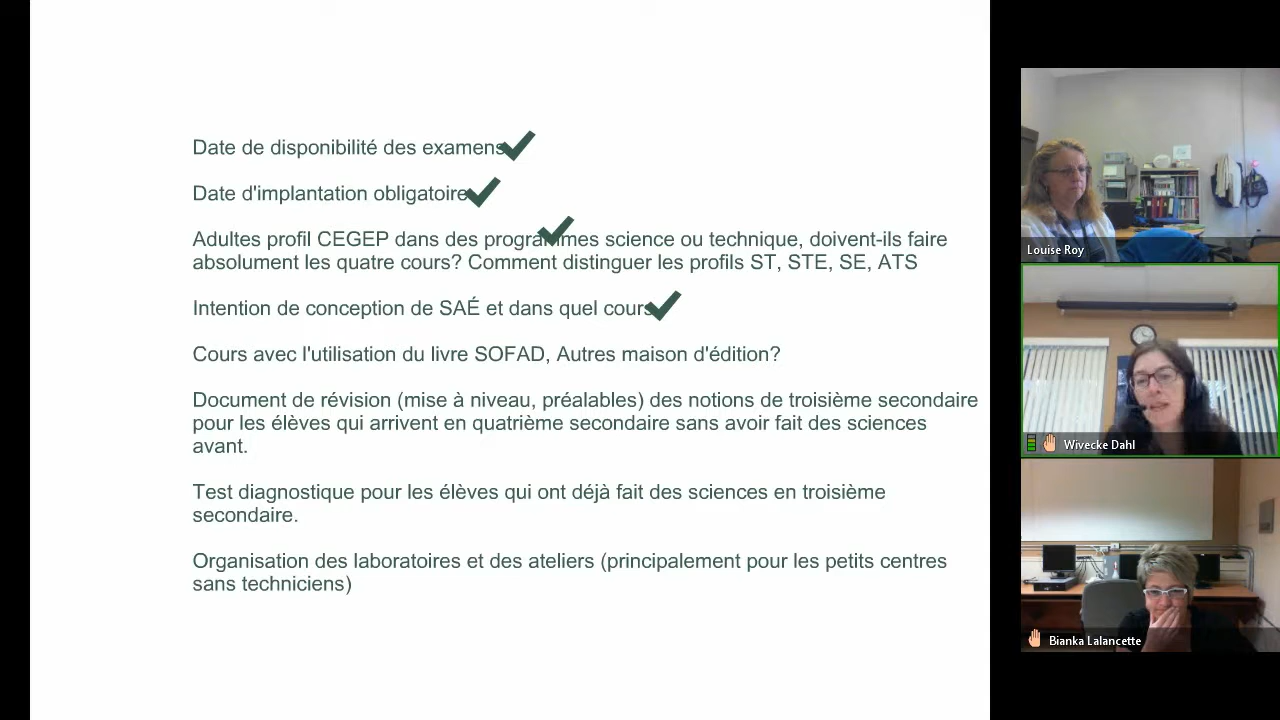 Date de disponibilité des examens
Date d'implantation obligatoire
Adultes profil CEGEP dans des programmes science ou technique, doivent-ils faire
absolument les quatre cours? Comment distinguer les profils ST, STE, SE, ATS
Intention de conception de SAÉ et dans quel cours
Cours avec l'utilisation du livre SOFAD, Autres maison d'édition?
Document de révision (mise à niveau, préalables) des notions de troisième secondaire
pour les élèves qui arrivent en quatrième secondaire sans avoir fait des sciences
avant.
Test diagnostique pour les élèves qui ont déjà fait des sciences en troisième
secondaire.
Organisation des laboratoires et des ateliers (principalement pour les petits centres
sans techniciens)
Louise Roy
Wivecke Dahl
Bianka Lalancette